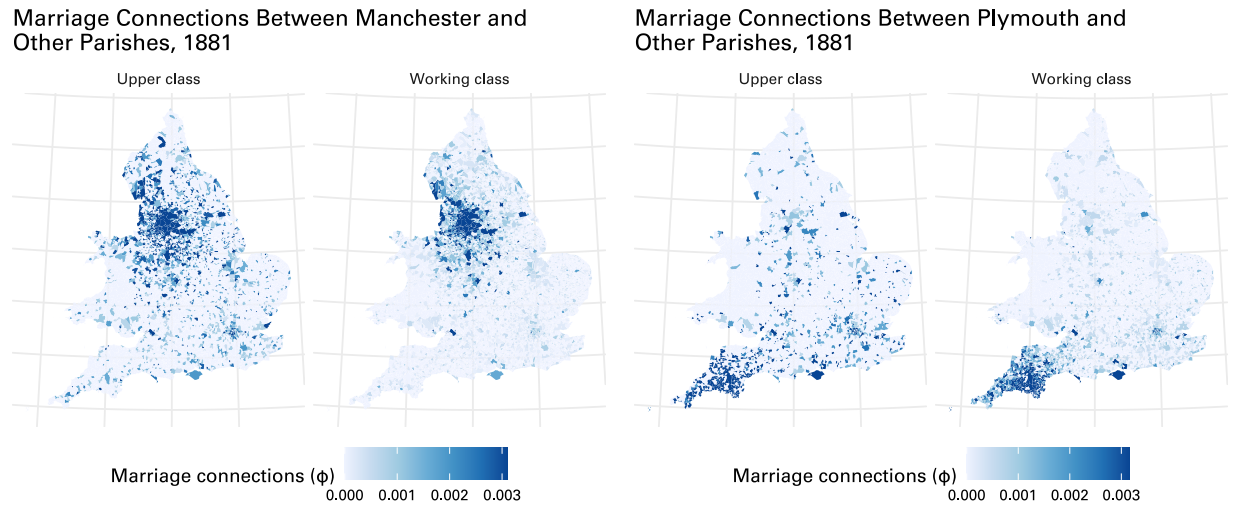 Marriage Connections Between Manchester and
Other Parishes, 1881
Upper class
Working class
Marriage connections (φ)
0.000 0.001 0.002 0.003
Marriage Connections Between Plymouth and
Other Parishes, 1881
Upper class
Working class
Marriage connections (φ)
0.000 0.001 0.002 0.003